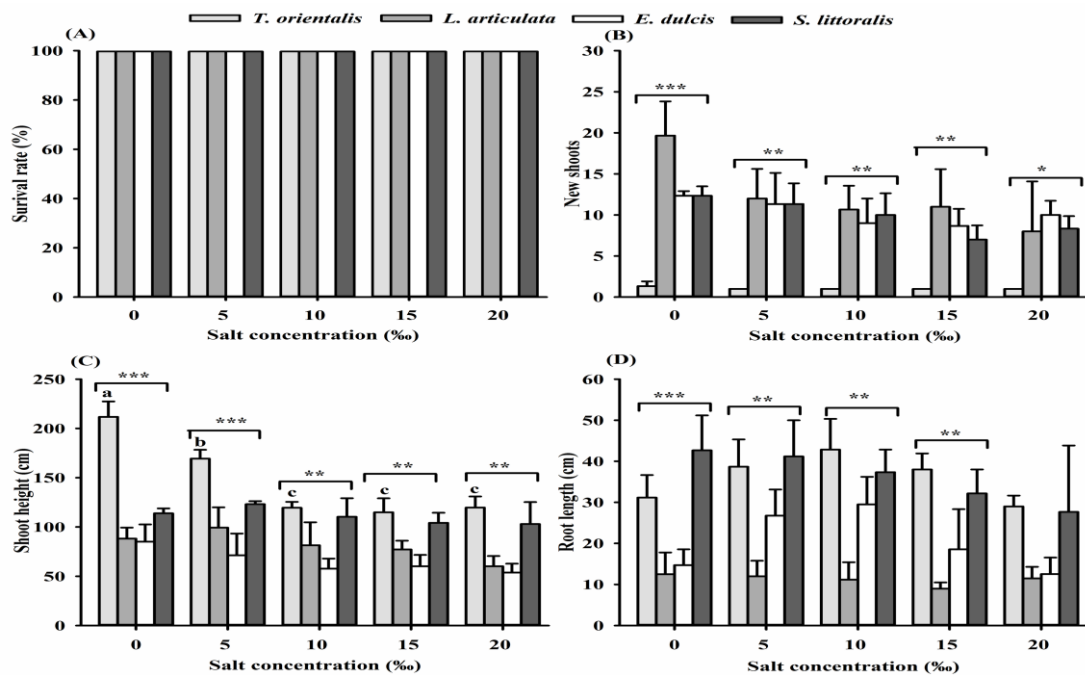 T. orientalis L. articulata E. dulcis S. littoralis
(A)
100
80
60
40
20
0
Surival rate (%)
0 5 10 15 20
Salt concentration (‰)
(B)
30
25
20
15
10
5
0
New shoots
***
**
**
**
*
0 5 10 15 20
Salt concentration (‰)
(C)
250
200
150
100
50
0
Shoot height (cm)
***
a
***
b
**
c
**
c
**
c
0 5 10 15 20
Salt concentration (‰)
(D)
60
50
40
30
20
10
0
Root length (cm)
***
**
**
**
0 5 10 15 20
Salt concentration (‰)